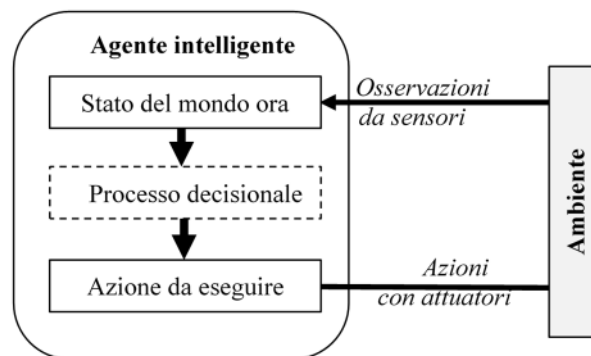 Agente intelligente
Stato del mondo ora
Osservazioni
da sensori
Processo decisionale
Azione da eseguire
Azioni
con attuatori
Ambiente